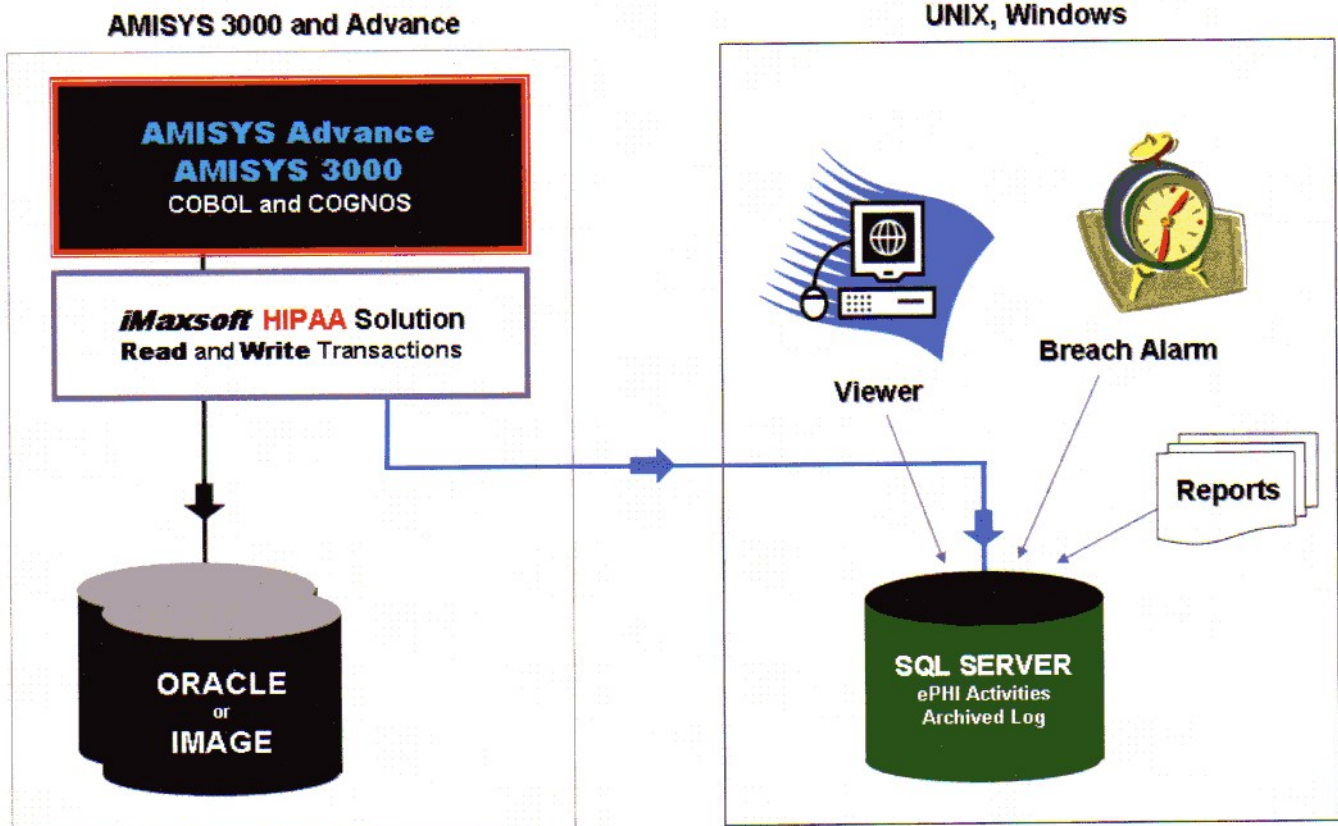 AMISYS 3000 and Advance
AMISYS Advance
AMISYS 3000
COBOL and COGNOS
iMaxsoft HIPAA Solution
Read and Write Transactions
ORACLE
or
IMAGE
UNIX, Windows
Breach Alarm
Viewer
Reports
SQL SERVER
ePHI Activities
Archived Log